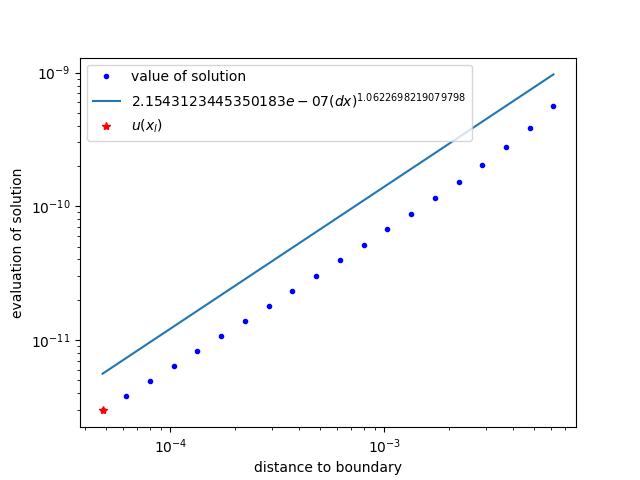 value of solution
2.1543123445350183e − 07(dx)^1.0622698219079798
u(x_l)
10^−9
10^−10
10^−11
evaluation of solution
10^−4
10^−3
distance to boundary